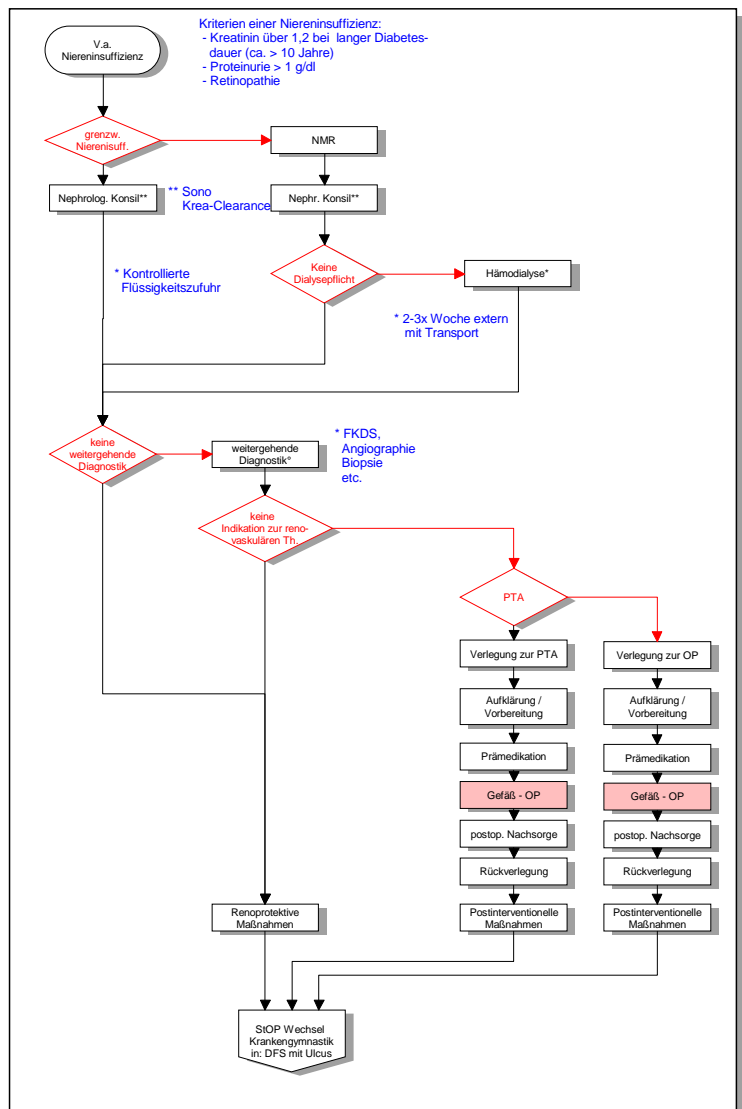 Kriterien einer Niereninsuffizienz:
- Kreatinin über 1,2 bei langer Diabetes-
dauer (ca. > 10 Jahre)
- Proteinurie > 1 g/dl
- Retinopathie
V.a.
Niereninsuffizienz
grenzw.
Nierenisuff.
NMR
Nephrolog. Konsil**
** Sono
Krea-Clearance
Nephr. Konsil**
* Kontrollierte
Flüssigkeitszufuhr
Keine
Dialysepflicht
Hämodialyse*
* 2-3x Woche extern
mit Transport
keine
weitergehende
Diagnostik
weitergehende
Diagnostik°
* FKDS,
Angiographie
Biopsie
etc.
keine
Indikation zur reno-
vaskulären Th.
PTA
Verlegung zur PTA
Verlegung zur OP
Aufklärung /
Vorbereitung
Aufklärung /
Vorbereitung
Prämedikation
Prämedikation
Gefäß - OP
Gefäß - OP
postop. Nachsorge
postop. Nachsorge
Rückverlegung
Rückverlegung
Renoprotektive
Maßnahmen
Postinterventionelle
Maßnahmen
Postinterventionelle
Maßnahmen
StOP Wechsel
Krankengymnastik
in: DFS mit Ulcus